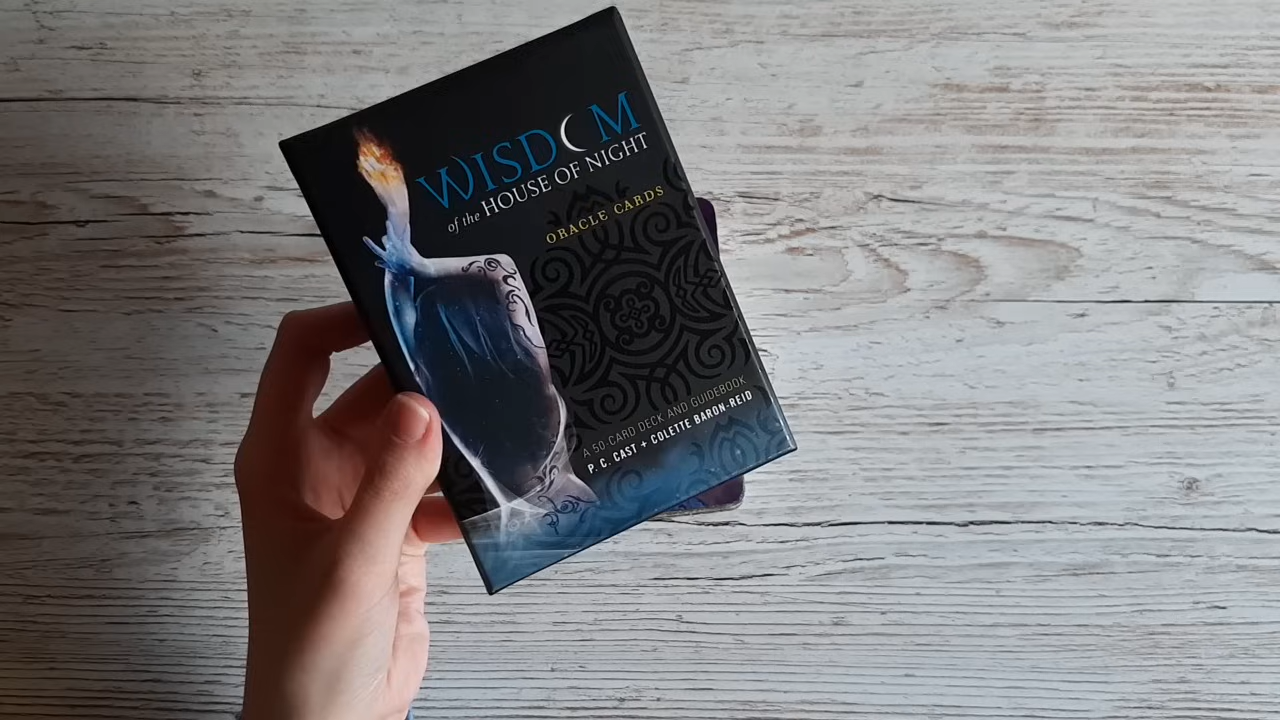 WISDOM
of the HOUSE OF NIGHT
ORACLE CARDS
A 50-CARD DECK AND GUIDEBOOK
P. C. CAST + COLETTE BARON-REID